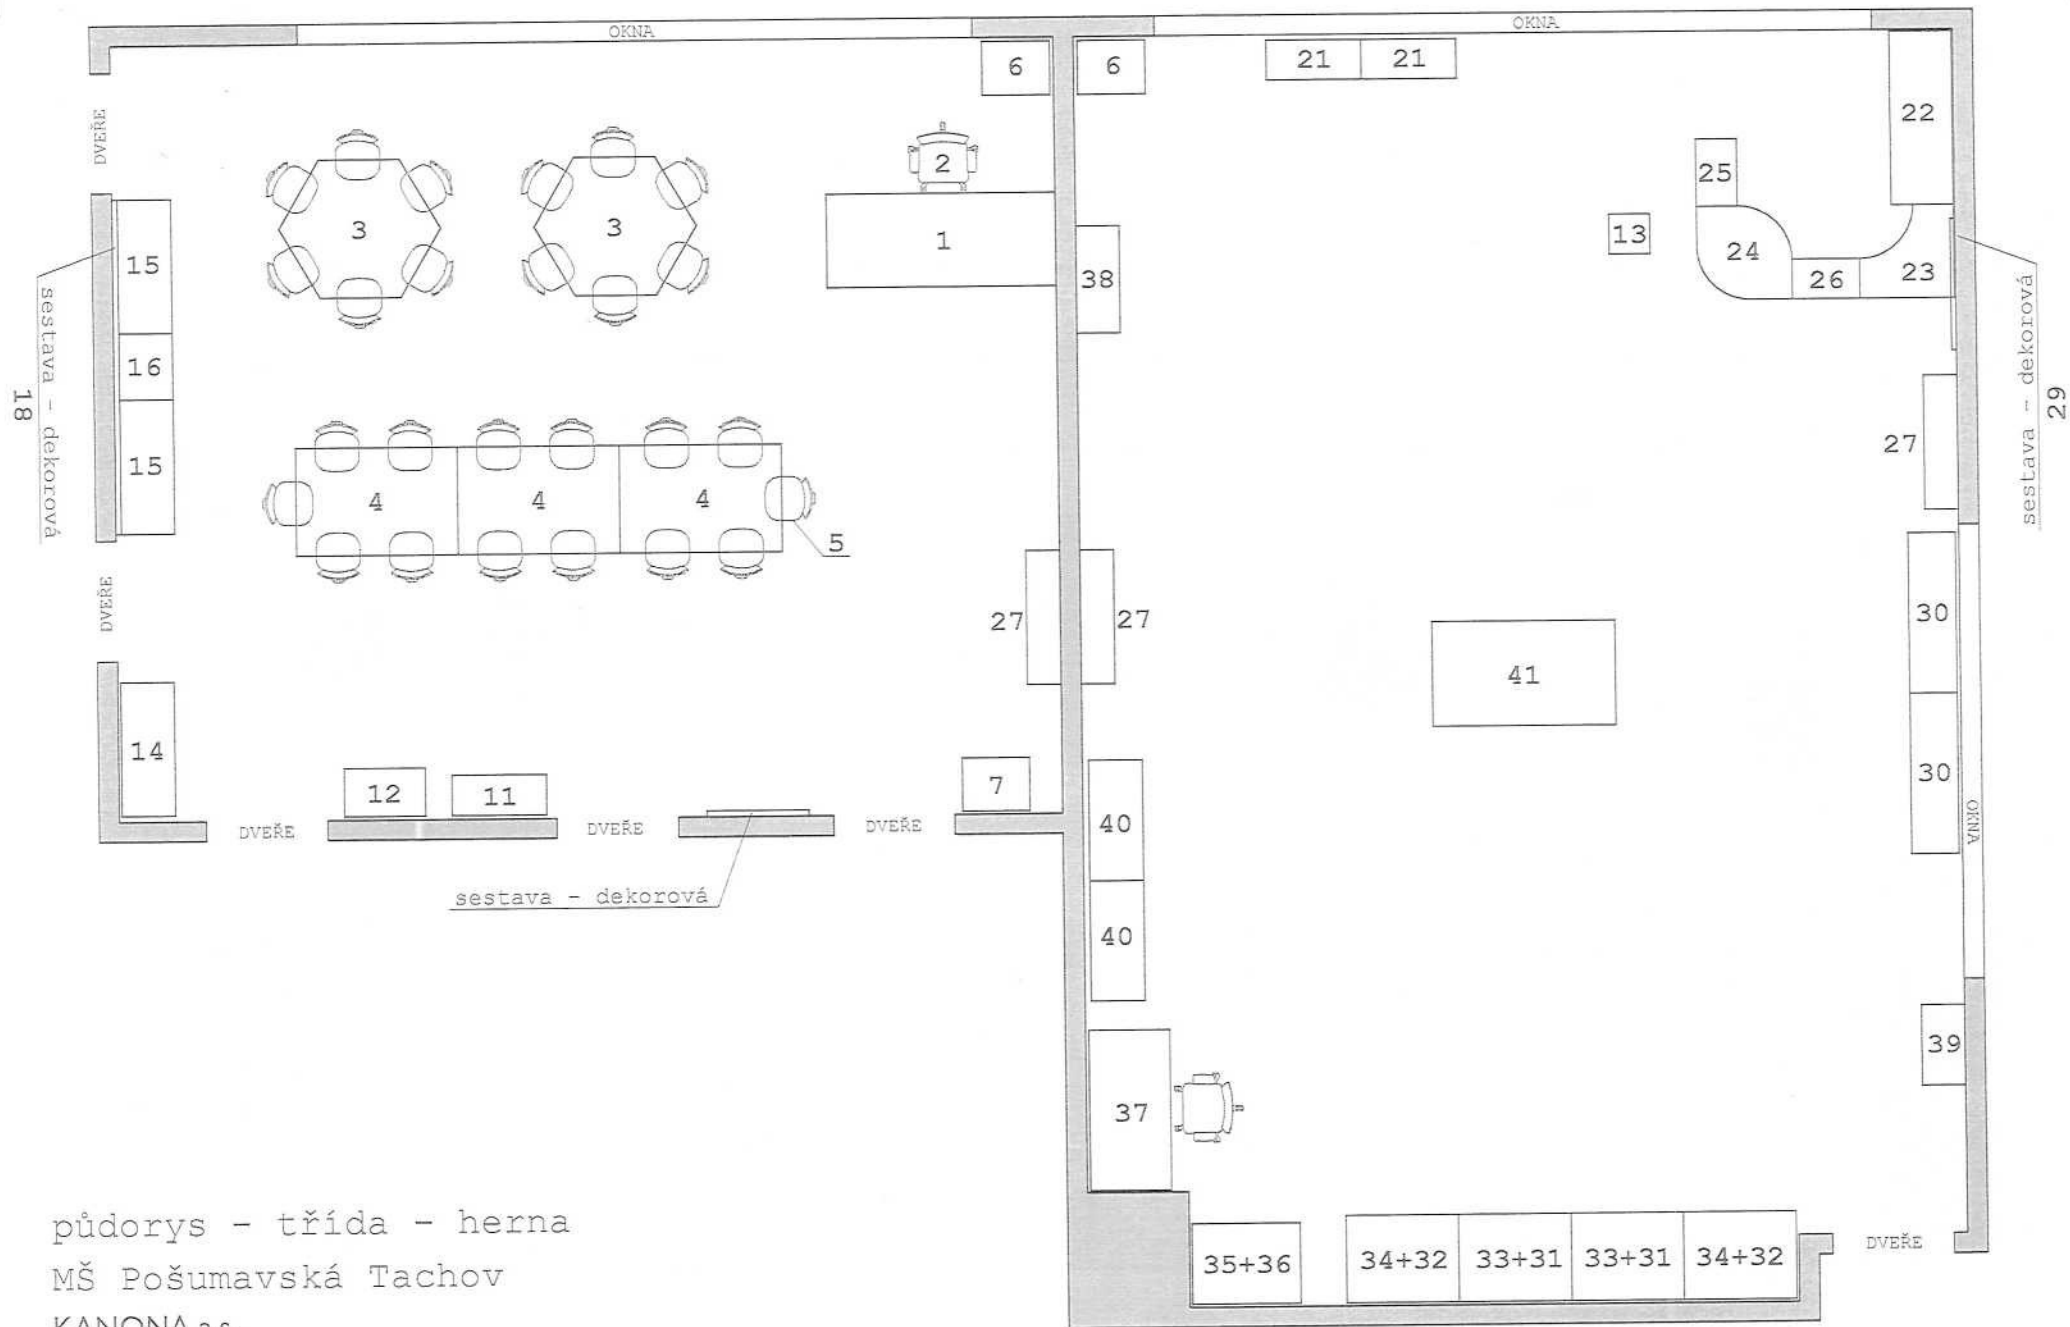 OKNA
OKNA
6
6
21
21
22
DVEŘE
2
25
3
3
1
13
24
23
15
38
26
sestava - dekorová
18
16
15
sestava - dekorová
29
27
4
4
4
5
DVEŘE
27
27
30
41
14
12
11
7
30
DVEŘE
DVEŘE
DVEŘE
40
OKNA
sestava - dekorová
40
39
37
půdorys - třída - herna
MŠ Pošumavská Tachov
KANONA a.s.
35+36
34+32
33+31
33+31
34+32
DVEŘE